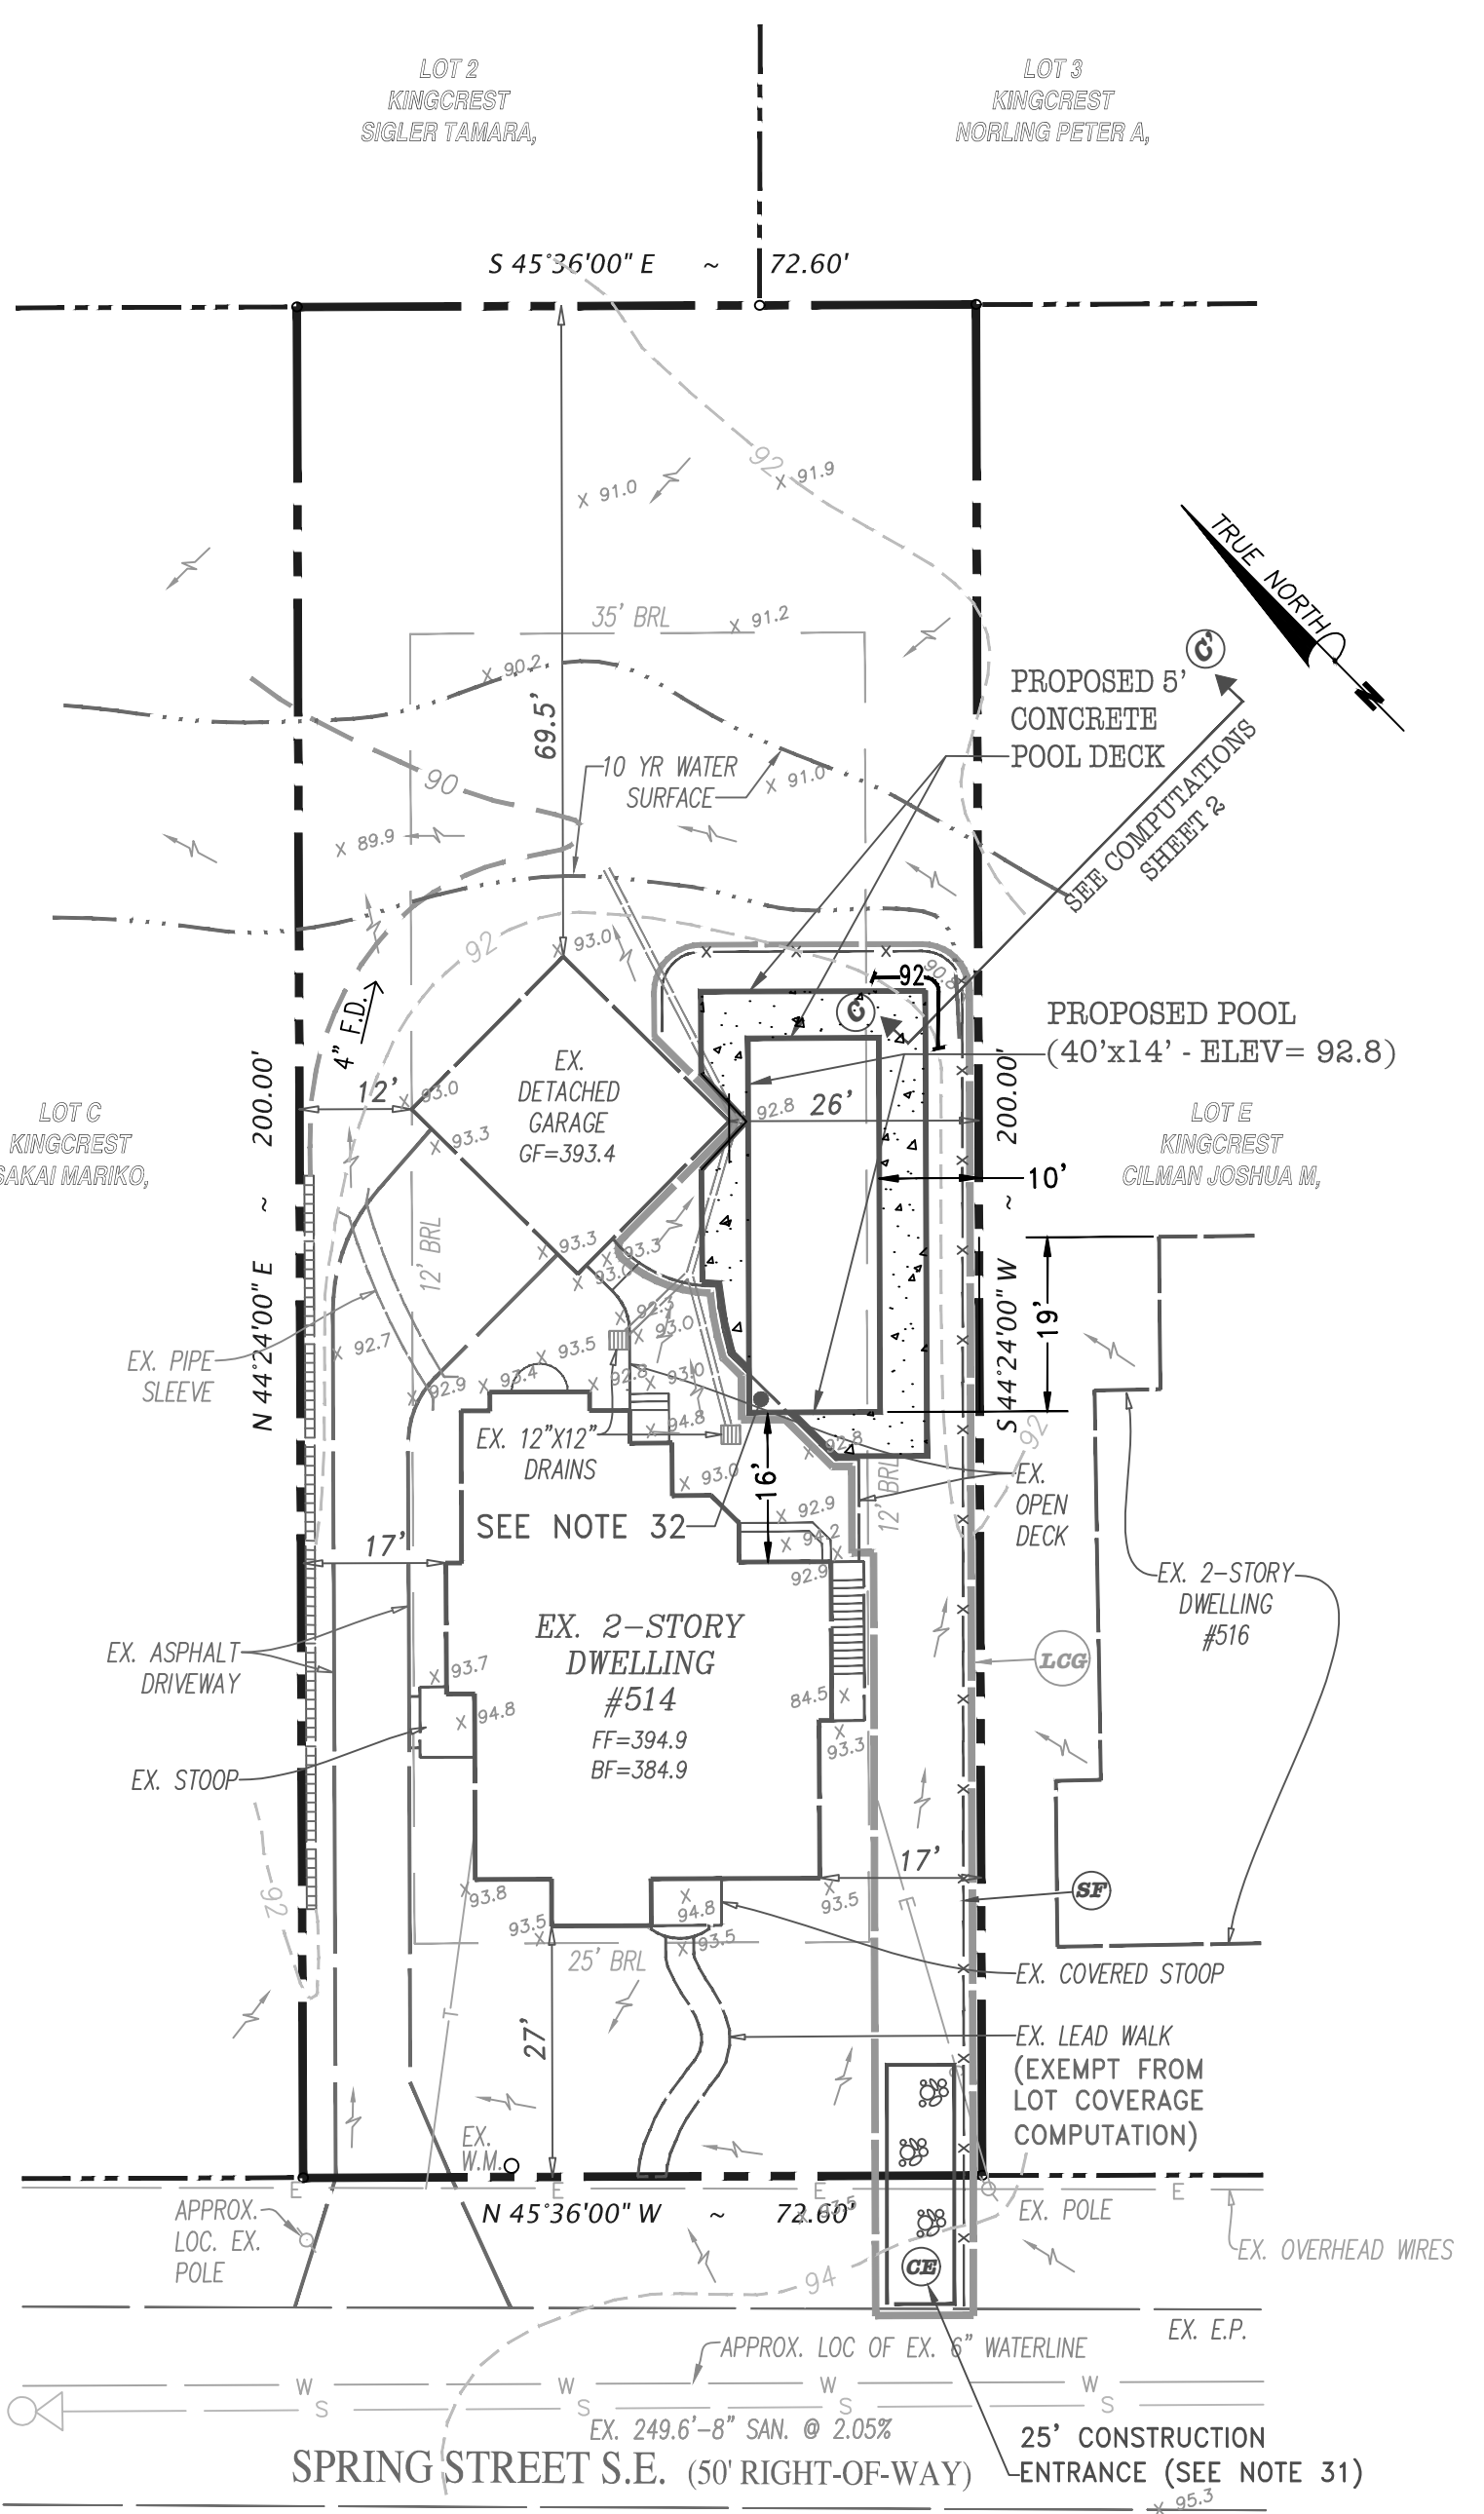 LOT 2
KINGCREST
SIGLER TAMARA,
LOT 3
KINGCREST
NORLING PETER A,
S 45°36'00" E ~ 72.60'
92
X 91.9
X 91.0
TRUE NORTH
N
35' BRL
X 91.2
X 90.2
C'
PROPOSED 5'
CONCRETE
POOL DECK
69.5'
SEE COMPUTATIONS
SHEET 2
10 YR WATER
SURFACE
X 91.0
90
X 89.9
92
X 93.0
92
90.8
C
4" F.D.
PROPOSED POOL
(40'x14' - ELEV= 92.8)
EX.
DETACHED
GARAGE
GF=393.4
12'
X 93.0
X 93.3
92.8
26'
200.00'
200.00'
LOT C
KINGCREST
SAKAI MARIKO,
LOT E
KINGCREST
CILMAN JOSHUA M,
10'
12' BRL
N 44°24'00" E ~
S 44°24'00" W ~
19'
X 93.3
X 93.3
X 93.0
X 92.3
X 93.0
X 92.7
X 93.5
EX. PIPE
SLEEVE
X 92.9
X 93.4
X 92.8
X 93.0
X 94.8
EX. 12"X12"
DRAINS
X 92.8
92
16'
X 93.0
12' BRL
EX.
OPEN
DECK
SEE NOTE 32
X 92.9
X 94.2
17'
92.9 X
EX. 2-STORY
DWELLING
#516
EX. 2-STORY
DWELLING
#514
FF=394.9
BF=384.9
EX. ASPHALT
DRIVEWAY
X 93.7
LCG
84.5 X
X 94.8
X 93.3
EX. STOOP
17'
92
SF
X 93.8
X 94.8
X 93.5
93.5 X
X 93.5
25' BRL
E
EX. COVERED STOOP
T
27'
EX. LEAD WALK
(EXEMPT FROM
LOT COVERAGE
COMPUTATION)
EX.
W.M.
E E E E
APPROX.
LOC. EX.
POLE
N 45°36'00" W ~ 72.60'
X 93.5
EX. POLE
EX. OVERHEAD WIRES
CE
94
EX. E.P.
APPROX. LOC OF EX. 6" WATERLINE
W W W W
S S S S
EX. 249.6'-8" SAN. @ 2.05%
25' CONSTRUCTION
ENTRANCE (SEE NOTE 31)
SPRING STREET S.E. (50' RIGHT-OF-WAY)
X 95.3